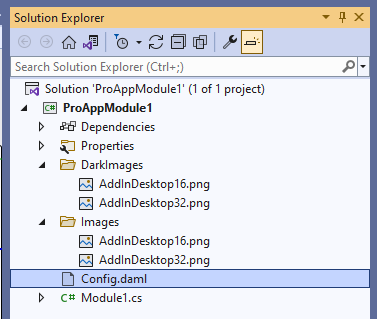 Solution Explorer
Search Solution Explorer (Ctrl+;)
Solution 'ProAppModule1' (1 of 1 project)
C# ProAppModule1
Dependencies
Properties
DarkImages
AddInDesktop16.png
AddInDesktop32.png
Images
AddInDesktop16.png
AddInDesktop32.png
Config.daml
C# Module1.cs